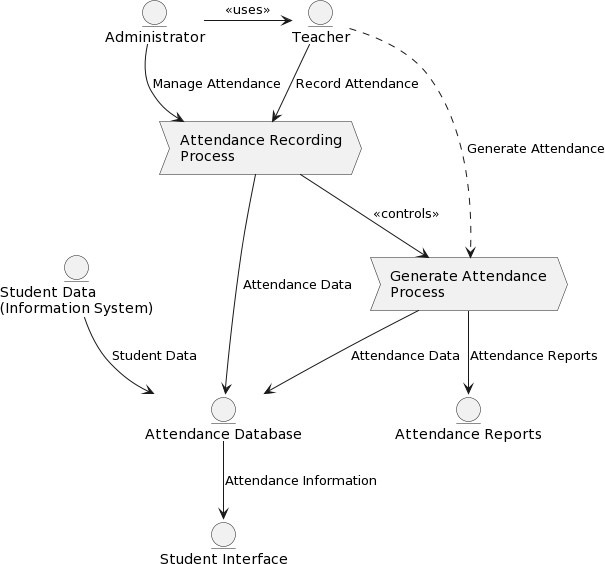 «uses»
Administrator
Teacher
Manage Attendance
Record Attendance
Attendance Recording
Process
Generate Attendance
«controls»
Student Data
(Information System)
Generate Attendance
Process
Attendance Data
Student Data
Attendance Data
Attendance Reports
Attendance Database
Attendance Reports
Attendance Information
Student Interface